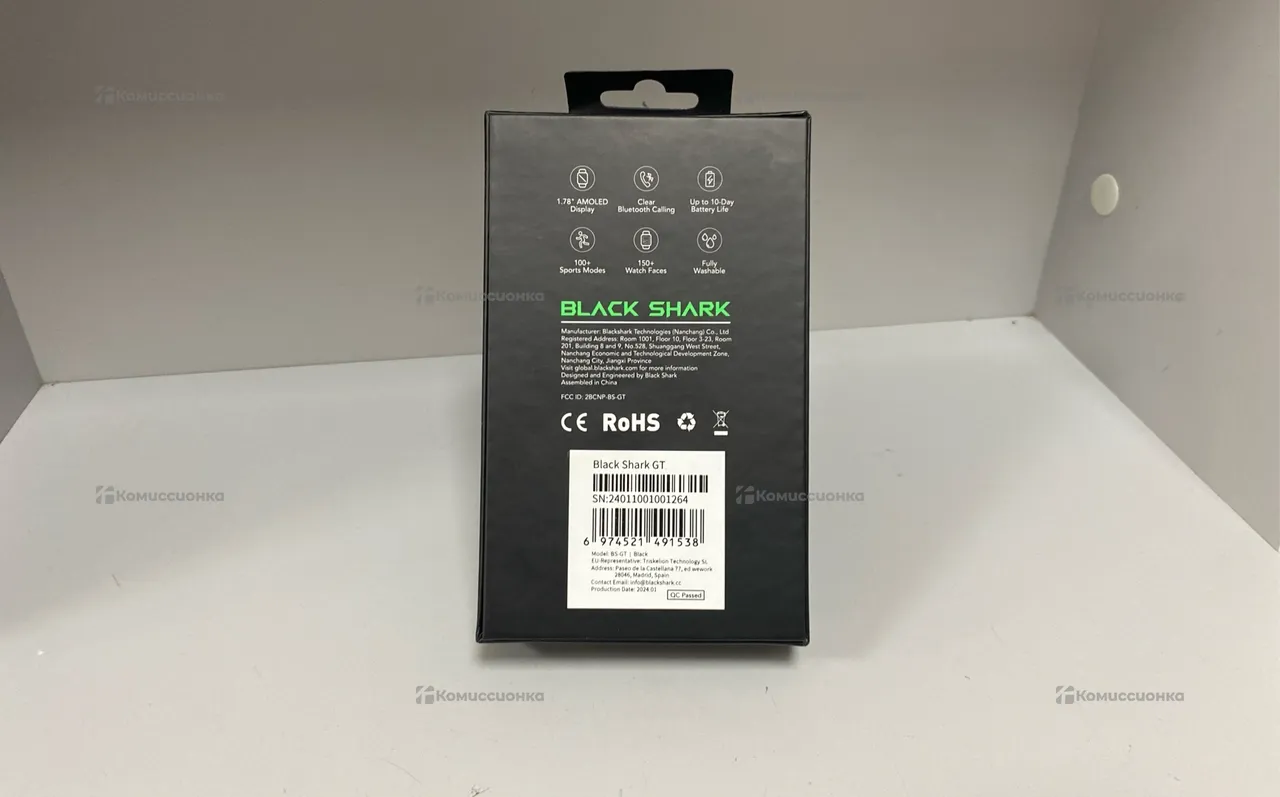 1.78" AMOLED Display
Clear Bluetooth Calling
Up to 10-Day Battery Life
100+ Sports Modes
150+ Watch Faces
Fully Washable
BLACK SHARK
Manufacturer: Blackshark Technologies (Nanchang) Co., Ltd
Registered Address: Room 1001, Floor 10, Floor 3-23, Room
201, Building 8 and 9, No.528, Shuanggang West Street,
Nanchang Economic and Technological Development Zone,
Nanchang City, Jiangxi Province
Visit global.blackshark.com for more information
Designed and Engineered by Black Shark
Assembled in China
FCC ID: 2BCNP-BS-GT
CE RoHS
Black Shark GT
SN:24011001001264
6 974521 491538
Model: BS-GT | Black
EU Representative: Triskelion Technology SL
Address: Paseo de la Castellana 77, ed wework
28046, Madrid, Spain
Contact Email: info@blackshark.cc
Production Date: 2024.01
QC Passed
Комиссионка
Комиссионка
Комиссионка
Комиссионка
Комиссионка
Комиссионка
Комиссионка